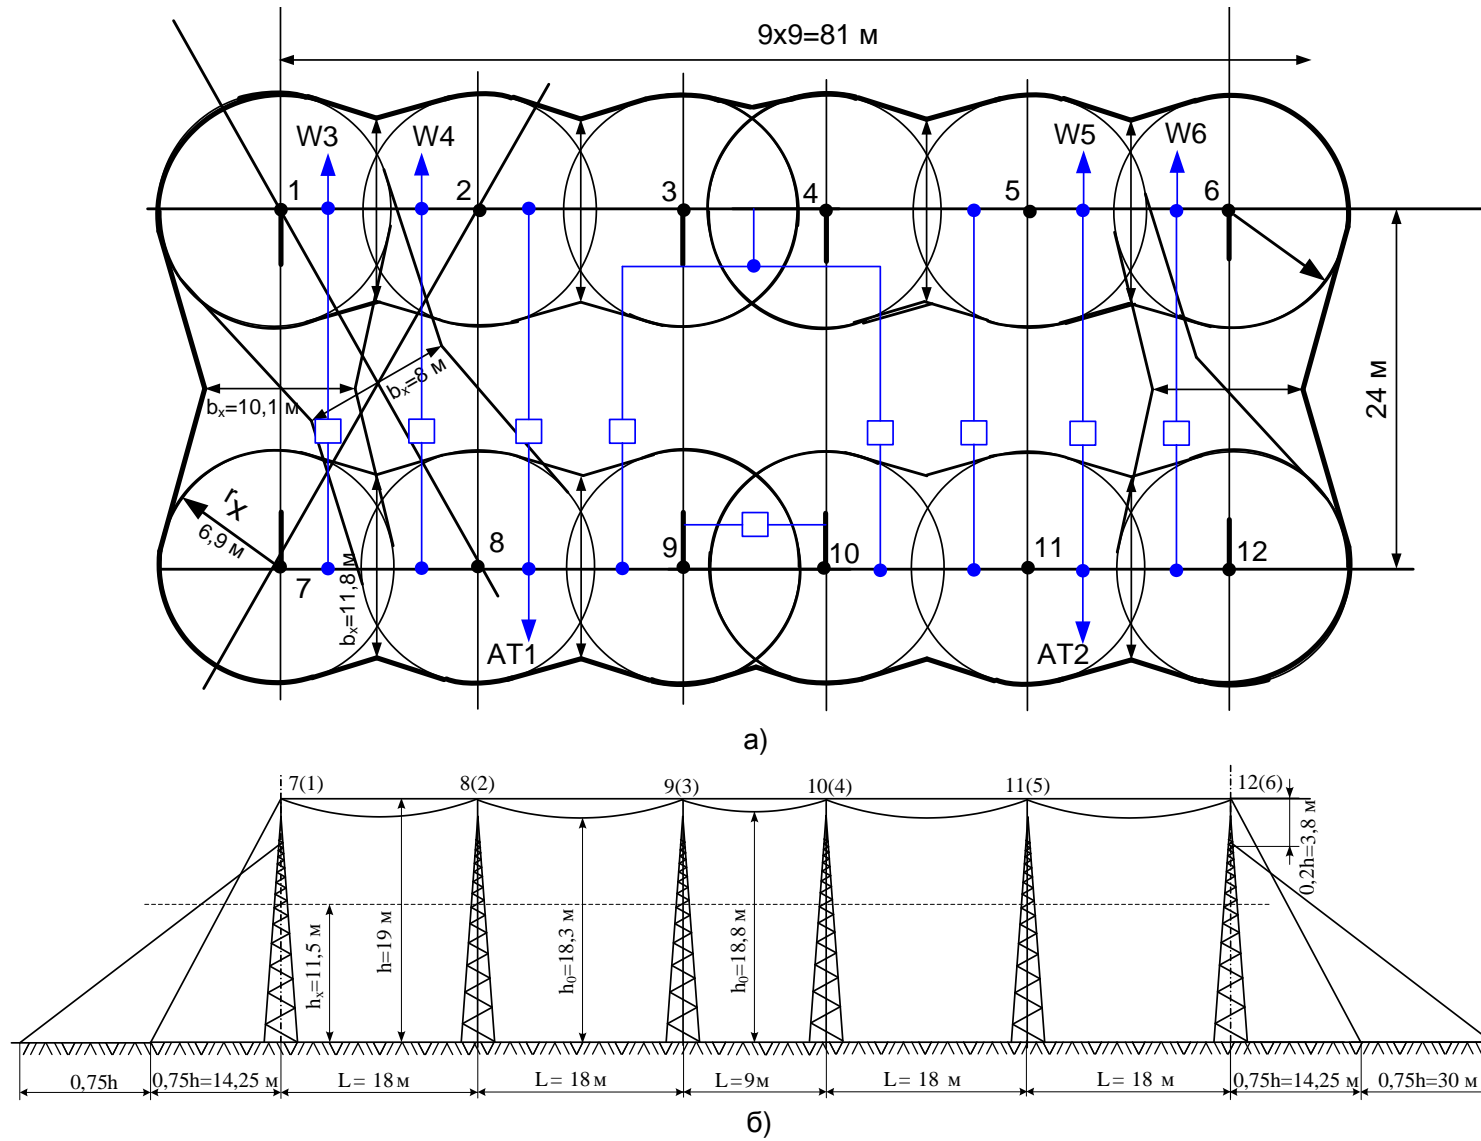 9x9=81 м
W3
W4
W5
W6
1
2
3
4
5
6
24 м
bₓ=8 м
bₓ=10,1 м
rX
6,9 м
bₓ=11,8 м
7
8
9
10
11
12
АТ1
АТ2
а)
7(1)
8(2)
9(3)
10(4)
11(5)
12(6)
0,2h=3,8 м
hₓ=11,5 м
h=19 м
h₀=18,3 м
h₀=18,8 м
0,75h
0,75h=14,25 м
L= 18 м
L= 18 м
L=9м
L= 18 м
L= 18 м
0,75h=14,25 м
0,75h=30 м
б)